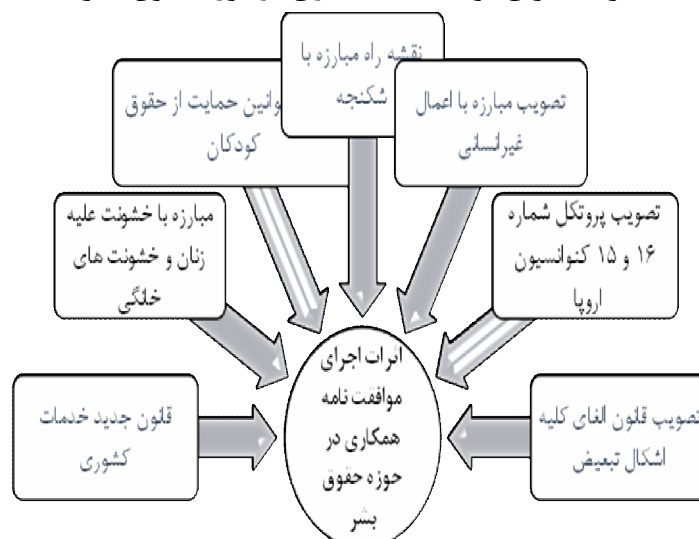 نقشه راه مبارزه با
شکنجه
تصویب مبارزه با اعمال
غیرانسانی
وانین حمایت از حقوق
کودکان
تصویب پروتکل شماره
۱۶ و ۱۵ کنوانسیون
اروپا
مبارزه با خشونت علیه
زنان و خشونت های
خانگی
تصویب قانون الغای کلیه
اشکال تبعیض
قانون جدید خدمات
کشوری
اثرات اجرای
موافقت نامه
همکاری در
حوزه حقوق
بشر